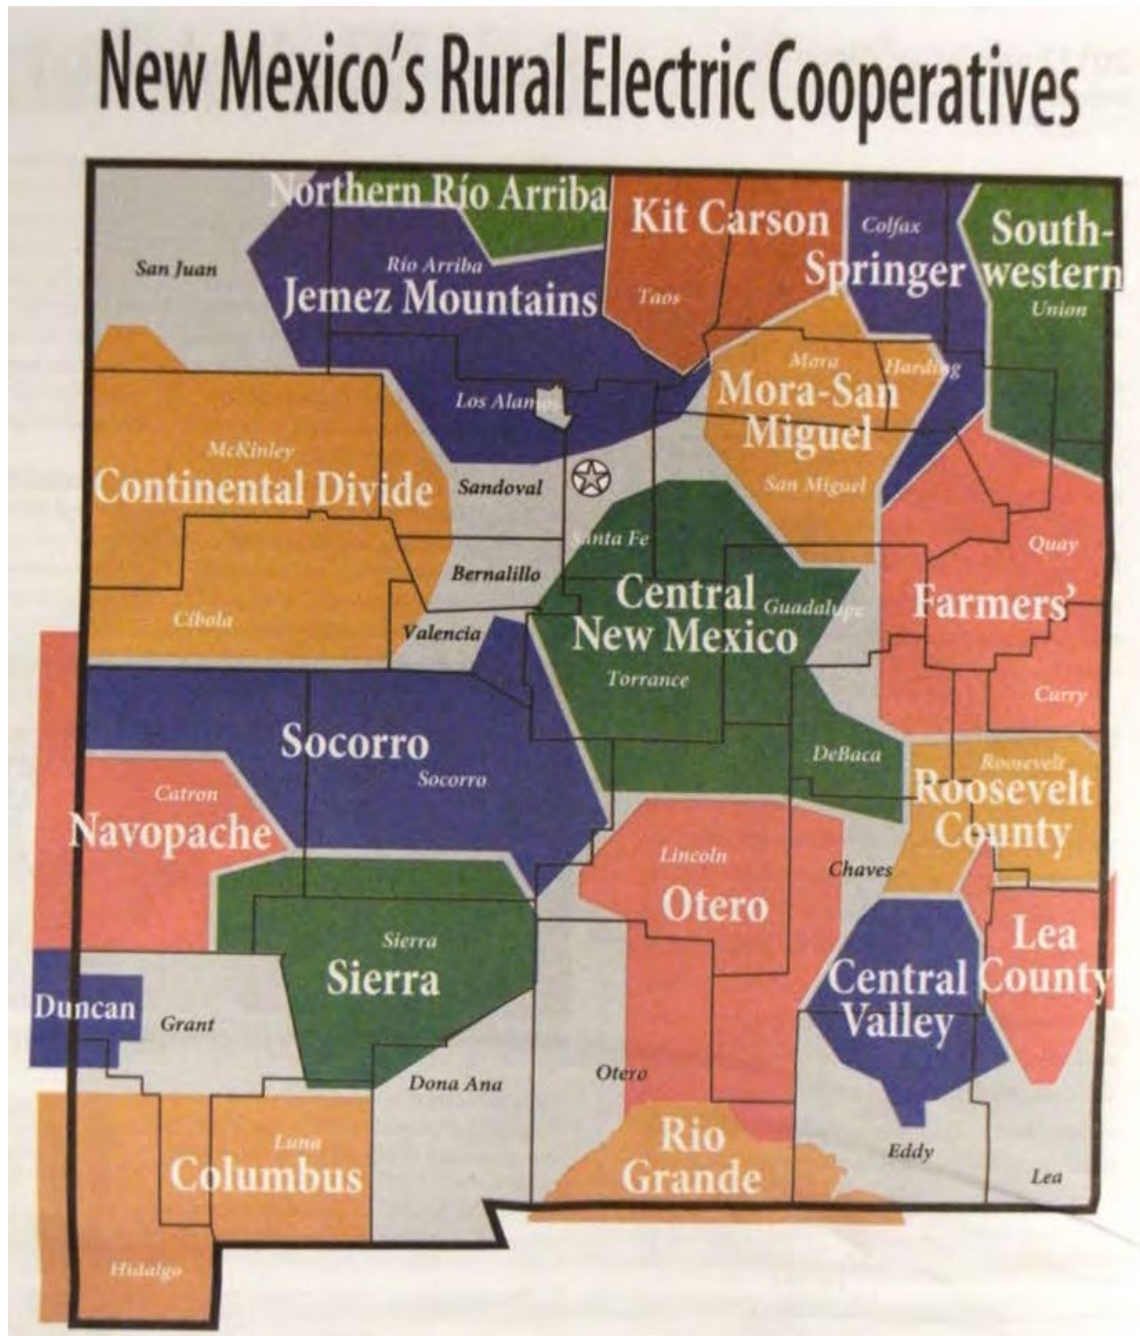 New Mexico's Rural Electric Cooperatives
Northern Río Arriba
Kit Carson
Colfax
Springer
South-
western
Union
San Juan
Río Arriba
Jemez Mountains
Taos
Los Alamos
Mora
Harding
Mora-San
Miguel
San Miguel
McKinley
Continental Divide
Sandoval
Santa Fe
Bernalillo
Cibola
Valencia
Central
New Mexico
Guadalupe
Torrance
Quay
Farmers'
Curry
Socorro
Socorro
DeBaca
Roosevelt
Roosevelt
County
Catron
Navopache
Lincoln
Otero
Chaves
Lea
County
Sierra
Sierra
Central
Valley
Duncan
Grant
Dona Ana
Otero
Eddy
Lea
Luna
Columbus
Rio
Grande
Hidalgo